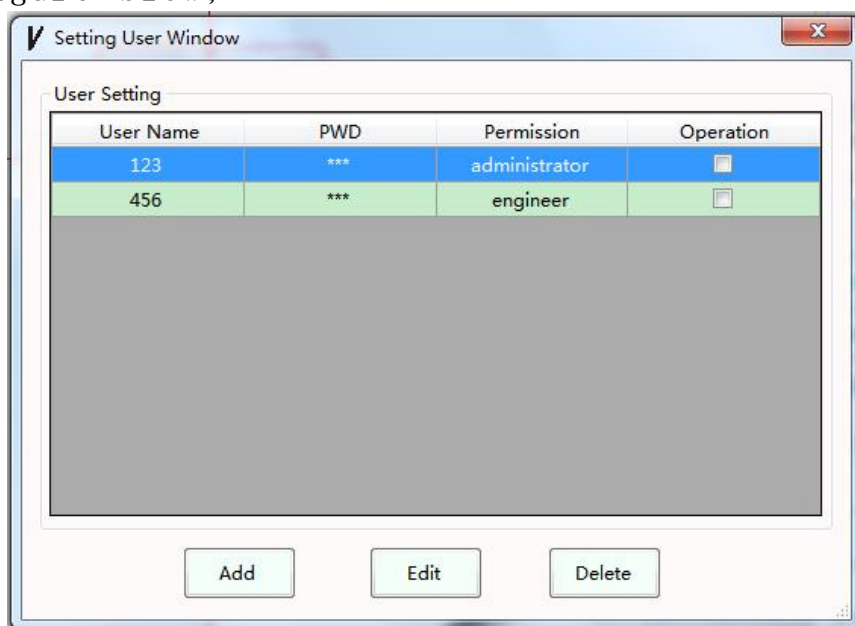 Setting User Window
User Setting
User Name PWD Permission Operation
123 *** administrator
456 *** engineer
Add Edit Delete